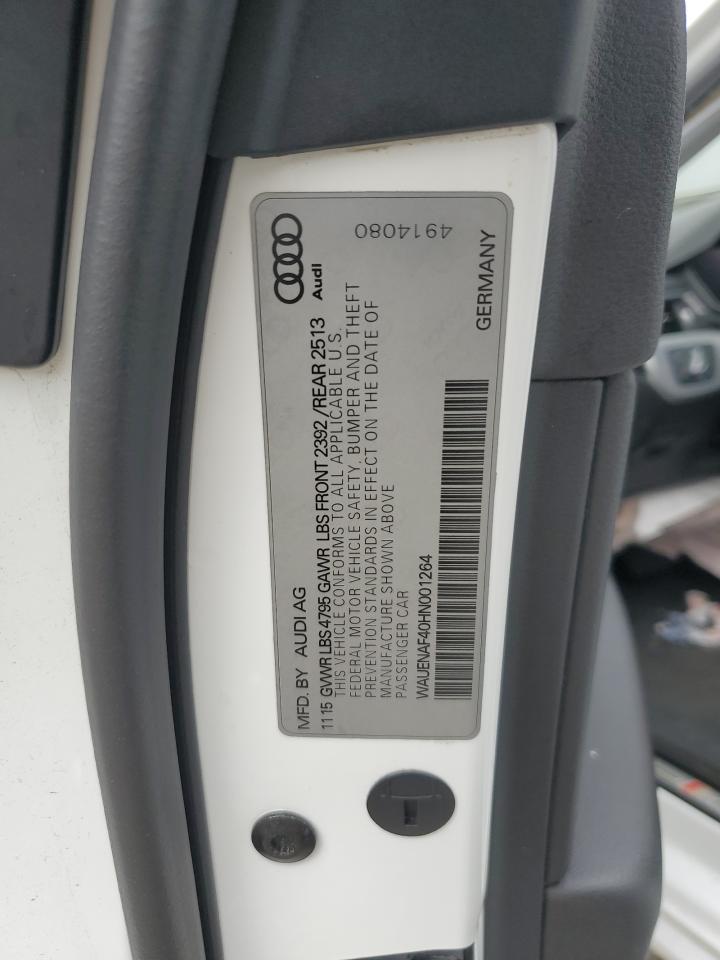 Audi
4914080
MFD. BY AUDI AG
11 15 GVWR LBS 4795 GAWR LBS FRONT 2392 /REAR 2513
THIS VEHICLE CONFORMS TO ALL APPLICABLE U.S.
FEDERAL MOTOR VEHICLE SAFETY, BUMPER AND THEFT
PREVENTION STANDARDS IN EFFECT ON THE DATE OF
MANUFACTURE SHOWN ABOVE
PASSENGER CAR
WAUENAF40HN001264
GERMANY